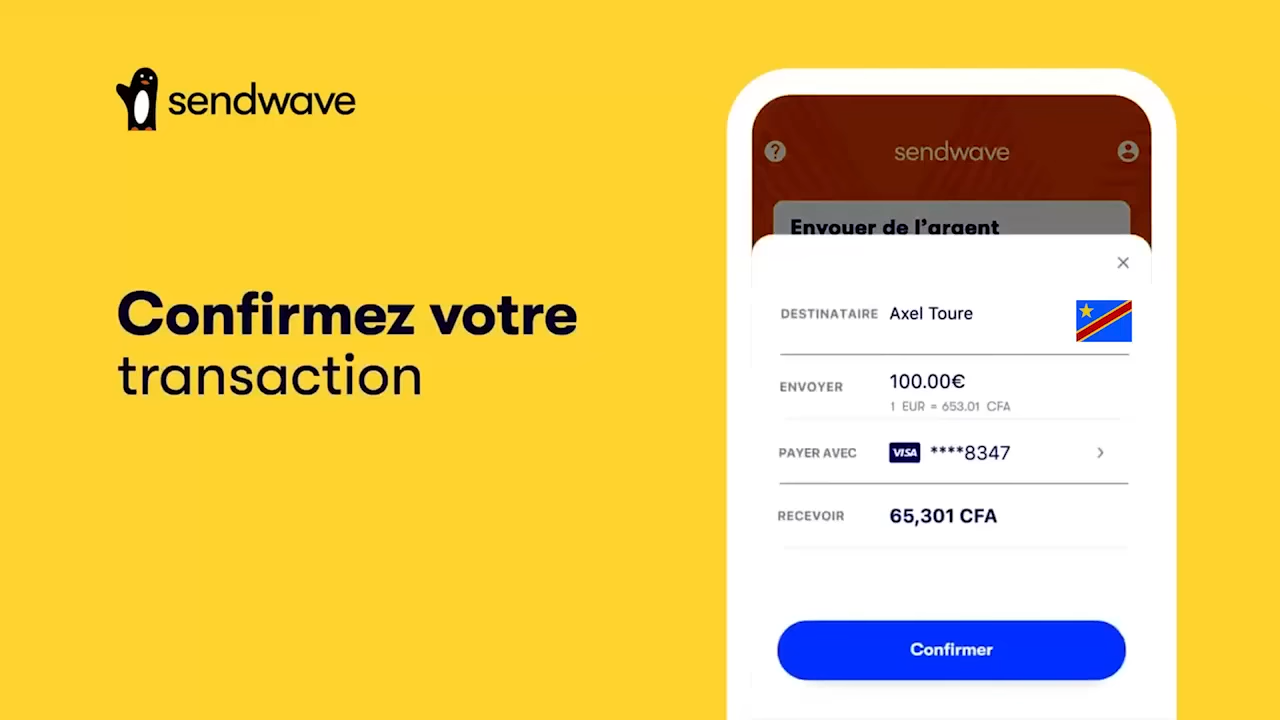 sendwave
Confirmez votre
transaction
sendwave
Envoyer de l'argent
DESTINATAIRE Axel Toure
ENVOYER 100.00€
1 EUR = 653.01 CFA
PAYER AVEC VISA ****8347
RECEVOIR 65,301 CFA
Confirmer